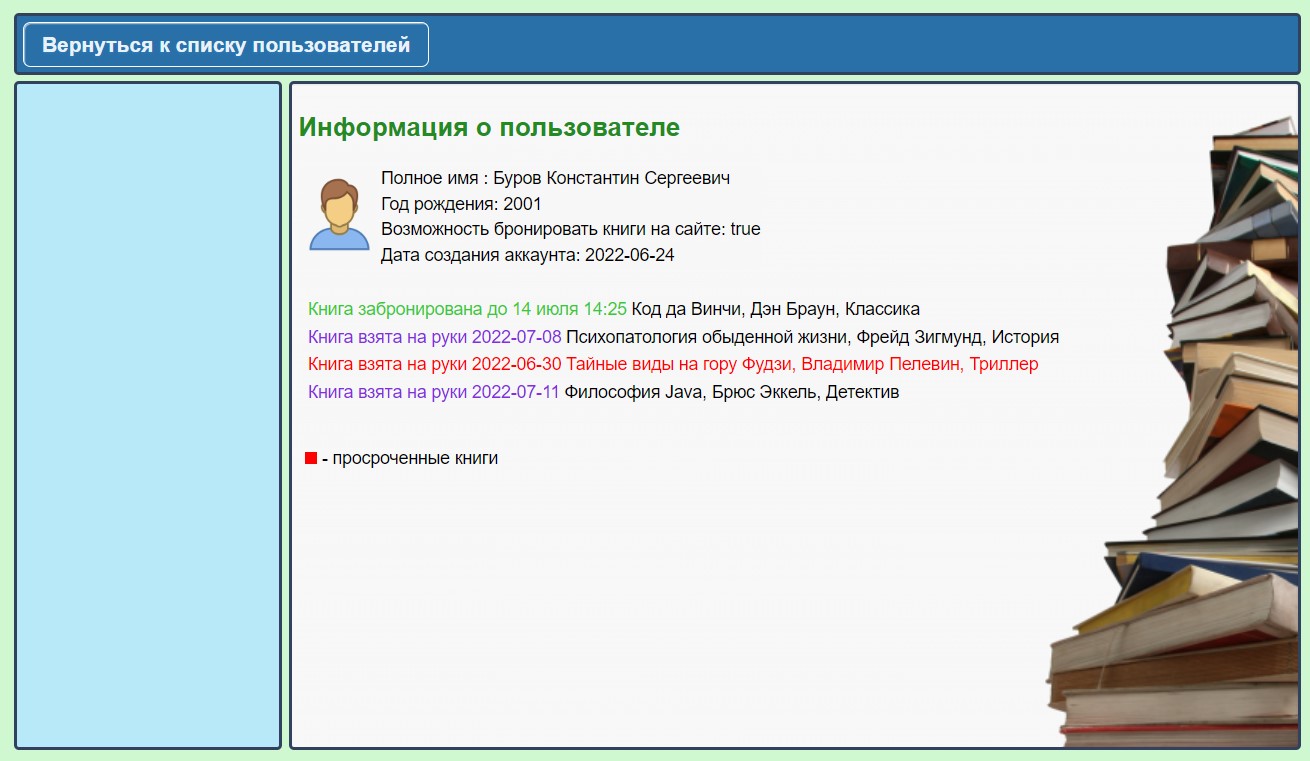 Вернуться к списку пользователей
Информация о пользователе
Полное имя : Буров Константин Сергеевич
Год рождения: 2001
Возможность бронировать книги на сайте: true
Дата создания аккаунта: 2022-06-24
Книга забронирована до 14 июля 14:25 Код да Винчи, Дэн Браун, Классика
Книга взята на руки 2022-07-08 Психопатология обыденной жизни, Фрейд Зигмунд, История
Книга взята на руки 2022-06-30 Тайные виды на гору Фудзи, Владимир Пелевин, Триллер
Книга взята на руки 2022-07-11 Философия Java, Брюс Эккель, Детектив
- просроченные книги